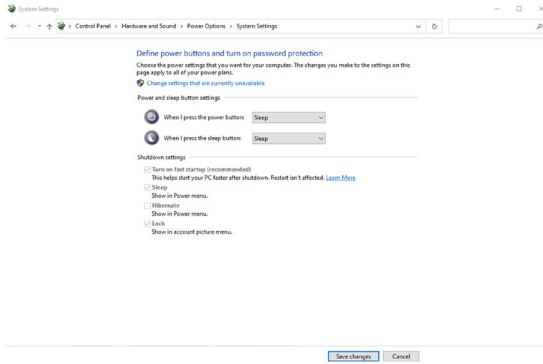 System Settings
Control Panel > Hardware and Sound > Power Options > System Settings
Define power buttons and turn on password protection
Choose the power settings that you want for your computer. The changes you make to the settings on this
page apply to all of your power plans.
Change settings that are currently unavailable
Power and sleep button settings
When I press the power button: Sleep
When I press the sleep button: Sleep
Shutdown settings
Turn on fast startup (recommended)
This helps start your PC faster after shutdown. Restart isn't affected. Learn More
Sleep
Show in Power menu.
Hibernate
Show in Power menu.
Lock
Show in account picture menu.
Save changes Cancel